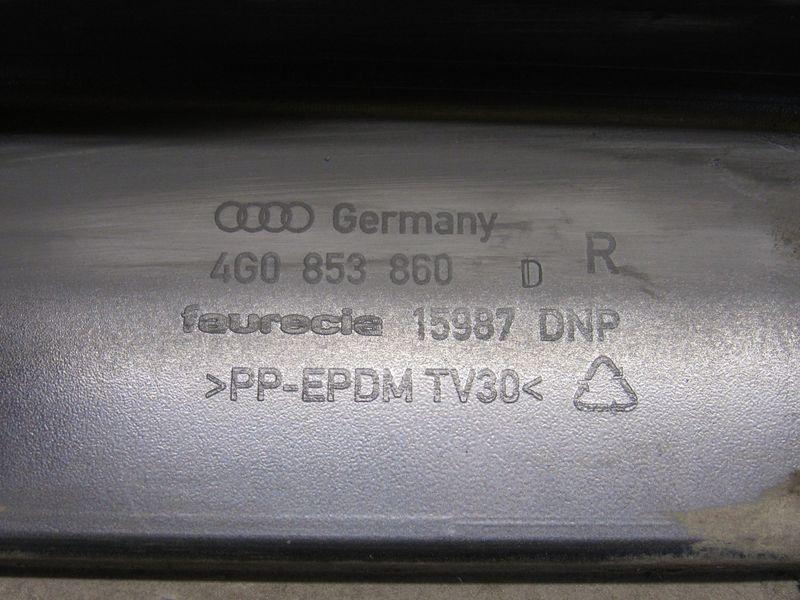 Germany
4G0 853 860 D R
faurecia 15987 DNP
>PP-EPDM TV30<